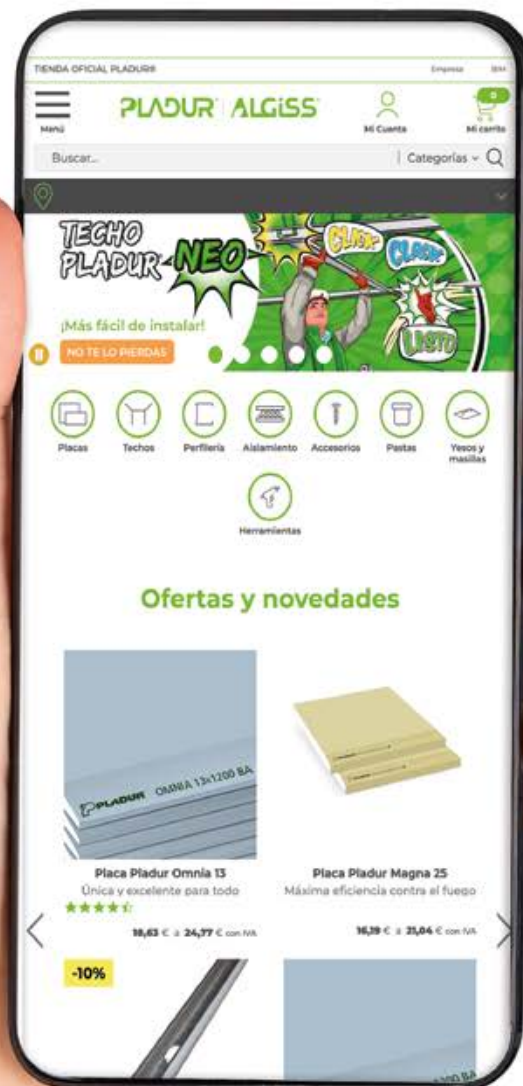 TIENDA OFICIAL PLADUR®
Empresa
Menú
PLADUR ALGíSS
Mi Cuenta
0
Mi carrito
Buscar...
Categorías
TECHO
PLADUR NEO
CLICK
CLACK
LISTO
¡Más fácil de instalar!
NO TE LO PIERDAS
Placas
Techos
Perfilería
Aislamiento
Accesorios
Pastas
Yesos y
masillas
Herramientas
Ofertas y novedades
PLADUR OMNIA 13x1200 BA
Placa Pladur Omnia 13
Única y excelente para todo
18,63 € a 24,77 € con IVA
Placa Pladur Magna 25
Máxima eficiencia contra el fuego
16,19 € a 21,04 € con IVA
-10%